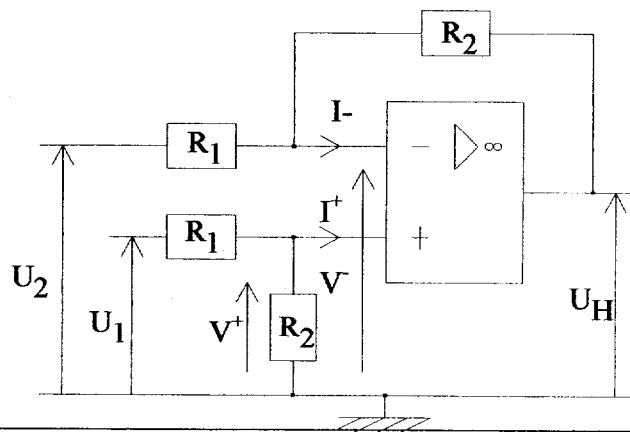 R2
I-
R1
− ∞
R1
I+
+
U2
U1
V+
R2
V-
UH